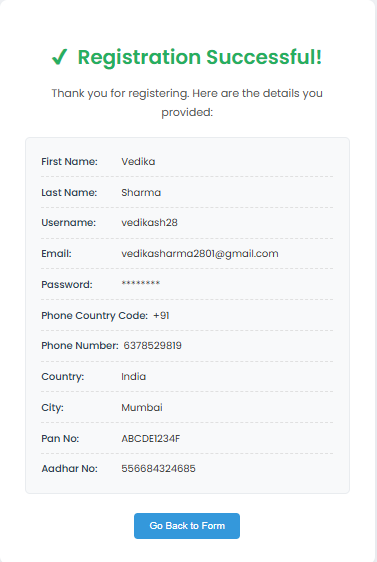 ✔ Registration Successful!
Thank you for registering. Here are the details you
provided:
First Name: Vedika
Last Name: Sharma
Username: vedikash28
Email: vedikasharma2801@gmail.com
Password: ********
Phone Country Code: +91
Phone Number: 6378529819
Country: India
City: Mumbai
Pan No: ABCDE1234F
Aadhar No: 556684324685
Go Back to Form